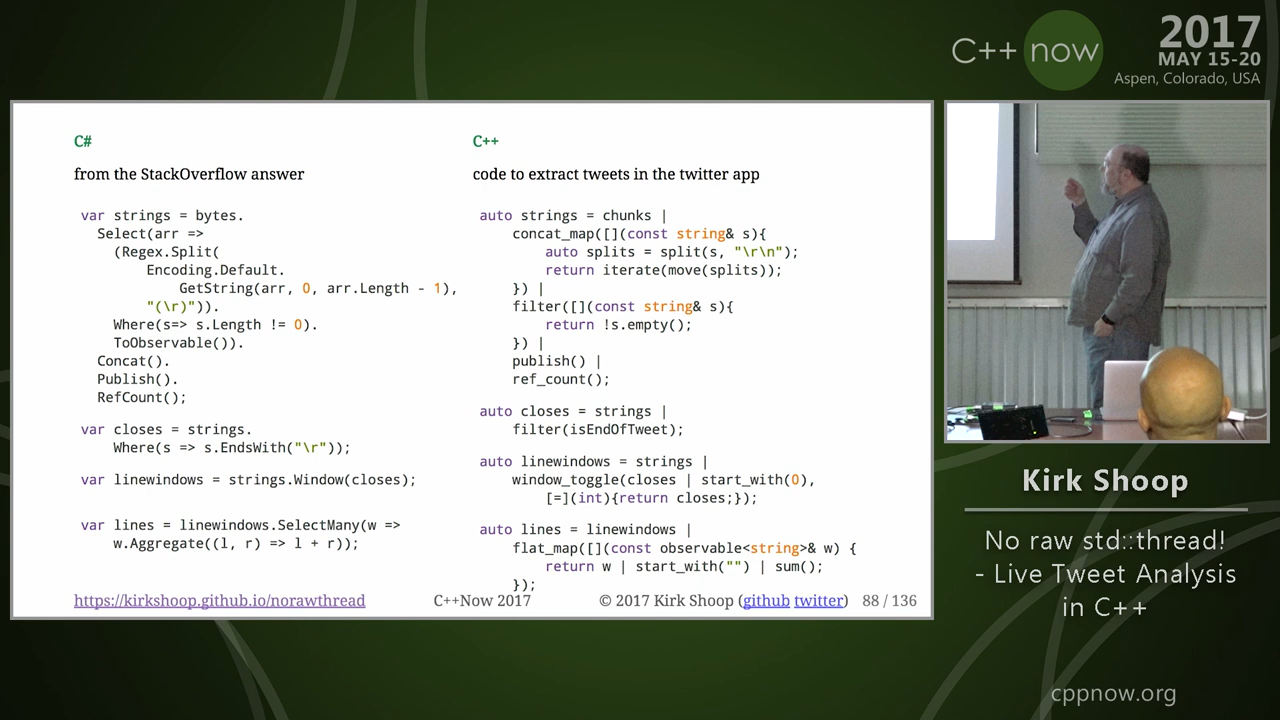 C++ now
2017
MAY 15-20
Aspen, Colorado, USA
C#
from the StackOverflow answer
var strings = bytes.
Select(arr =>
(Regex.Split(
Encoding.Default.
GetString(arr, 0, arr.Length - 1),
"(\r)")).
Where(s=> s.Length != 0).
ToObservable()).
Concat().
Publish().
RefCount();
var closes = strings.
Where(s => s.EndsWith("\r"));
var linewindows = strings.Window(closes);
var lines = linewindows.SelectMany(w =>
w.Aggregate((l, r) => l + r));
C++
code to extract tweets in the twitter app
auto strings = chunks |
concat_map([](const string& s){
auto splits = split(s, "\r\n");
return iterate(move(splits));
}) |
filter([](const string& s){
return !s.empty();
}) |
publish() |
ref_count();
auto closes = strings |
filter(isEndOfTweet);
auto linewindows = strings |
window_toggle(closes | start_with(0),
[=](int){return closes;});
auto lines = linewindows |
flat_map([](const observable<string>& w) {
return w | start_with("") | sum();
});
https://kirkshoop.github.io/norawthread C++Now 2017 © 2017 Kirk Shoop (github twitter) 88 / 136
Kirk Shoop
No raw std::thread!
- Live Tweet Analysis
in C++
cppnow.org